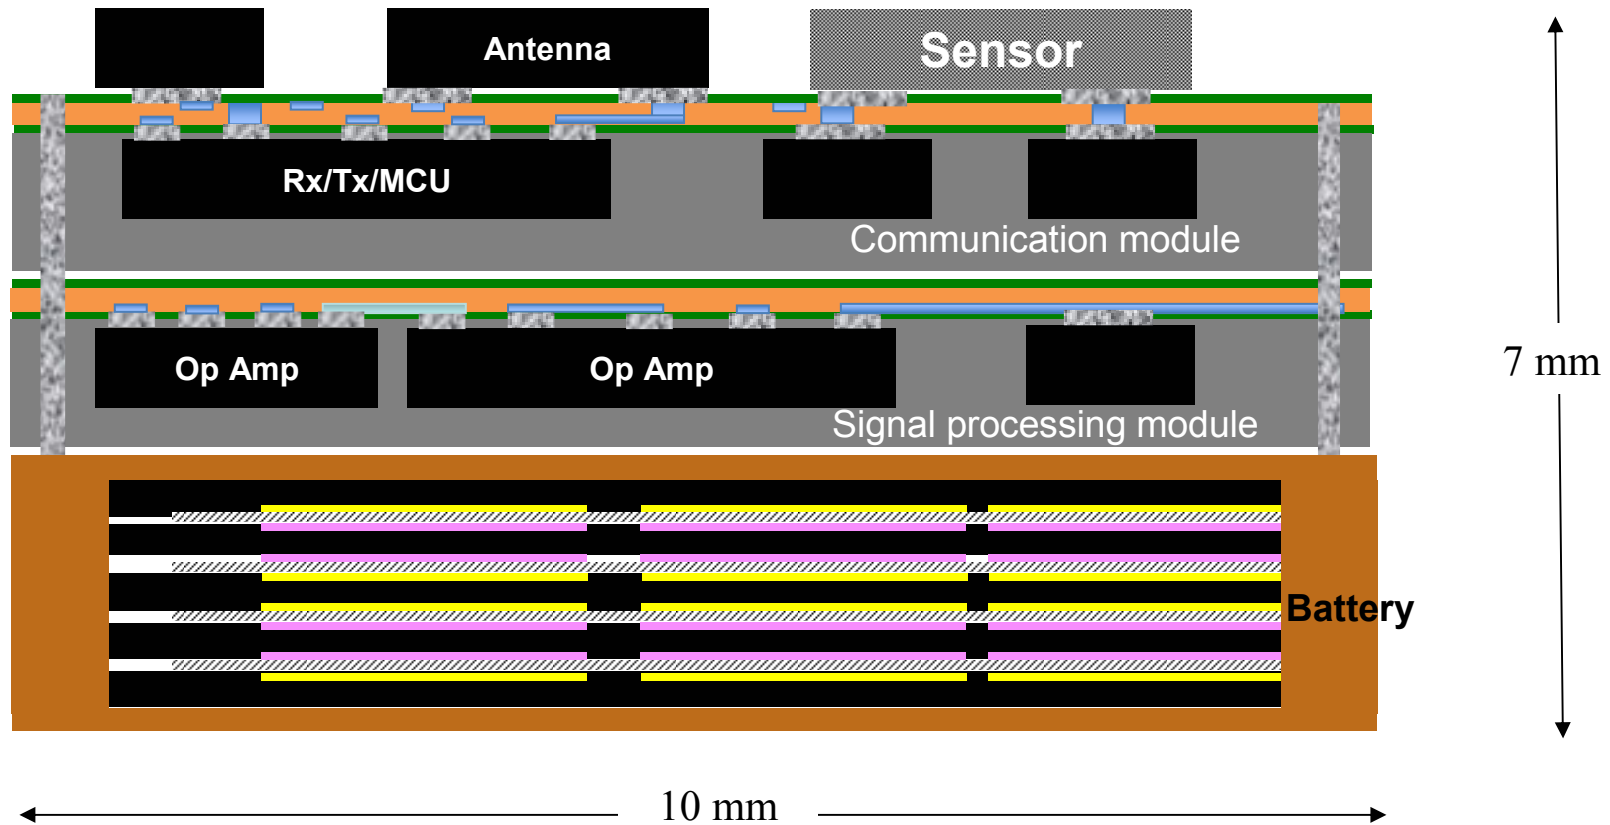 Antenna
Sensor
Rx/Tx/MCU
Communication module
Op Amp
Op Amp
7 mm
Signal processing module
Battery
10 mm